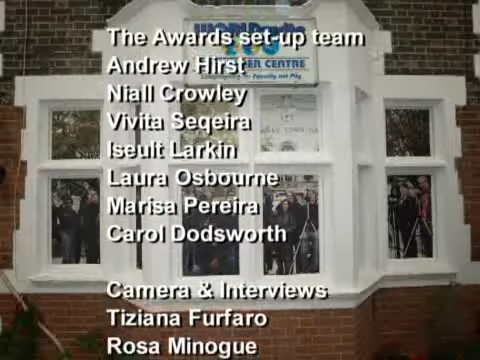 The Awards set-up team
Andrew Hirst
CENTRE
Niall Crowley
Vivita Seqeira
Iseult Larkin
Laura Osbourne
Marisa Pereira
Carol Dodsworth
Camera & Interviews
Tiziana Furfaro
Rosa Minogue